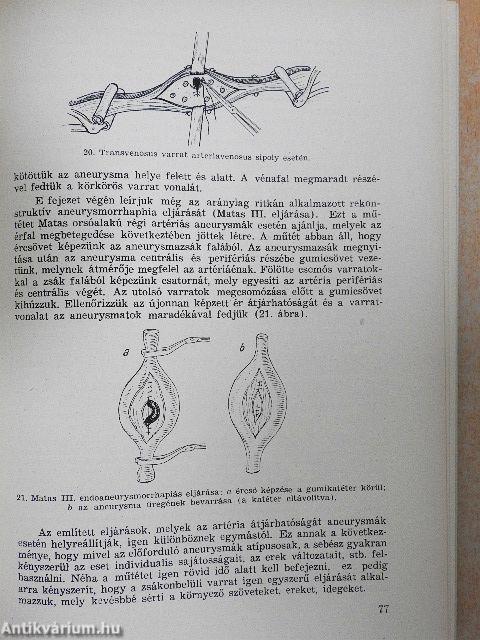 20. Transvenosus varrat arteriavenosus sipoly esetén.
kötöttük az aneurysma helye felett és alatt. A vénafal megmaradt részé-
vel fedtük a körkörös varrat vonalát.
E fejezet végén leírjuk még az aránylag ritkán alkalmazott rekon-
struktív aneurysmorrhaphia eljárását (Matas III. eljárása). Ezt a mű-
tétet Matas orsóalakú régi artériás aneurysmák esetén ajánlja, melyek az
érfal megbetegedése következtében jöttek létre. A műtét abban áll, hogy
ércsövet képezünk az aneurysmazsák falából. Az aneurysmazsák megnyi-
tása után az aneurysma centrális és perifériás részébe gumicsövet veze-
tünk, melynek átmérője megfelel az artériáénak. Fölötte csomós varratok-
kal a zsák falából képezünk csatornát, mely egyesíti az artéria perifériás
és centrális végét. Az utolsó varratok megcsomózása előtt a gumicsövet
kihúzzuk. Ellenőrizzük az újonnan képzett ér átjárhatóságát és a varrat-
vonalat az aneurysmatok maradékával fedjük (21. ábra).
a
b
21. Matas III. endoaneurysmorrhaphiás eljárása: a ércső képzése a gumikatéter körül;
b az aneurysma üregének bevarrása (a katéter eltávolítva).
Az említett eljárások, melyek az artéria átjárhatóságát aneurysmák
esetén helyreállítják, igen különböznek egymástól. Ez annak a következ-
ménye, hogy mivel az előforduló aneurysmák atípusosak, a sebész gyakran
kényszerül az eset individualis sajátosságait, az erek változatait, stb. fel-
használni. Néha a műtétet igen rövid idő alatt kell befejezni, ez pedig
arra kényszerít, hogy a zsákonbelüli varrat igen egyszerű eljárását alkal-
mazzuk, mely kevésbbé sérti a környező szöveteket, ereket, idegeket.
77
Antikvárium.hu